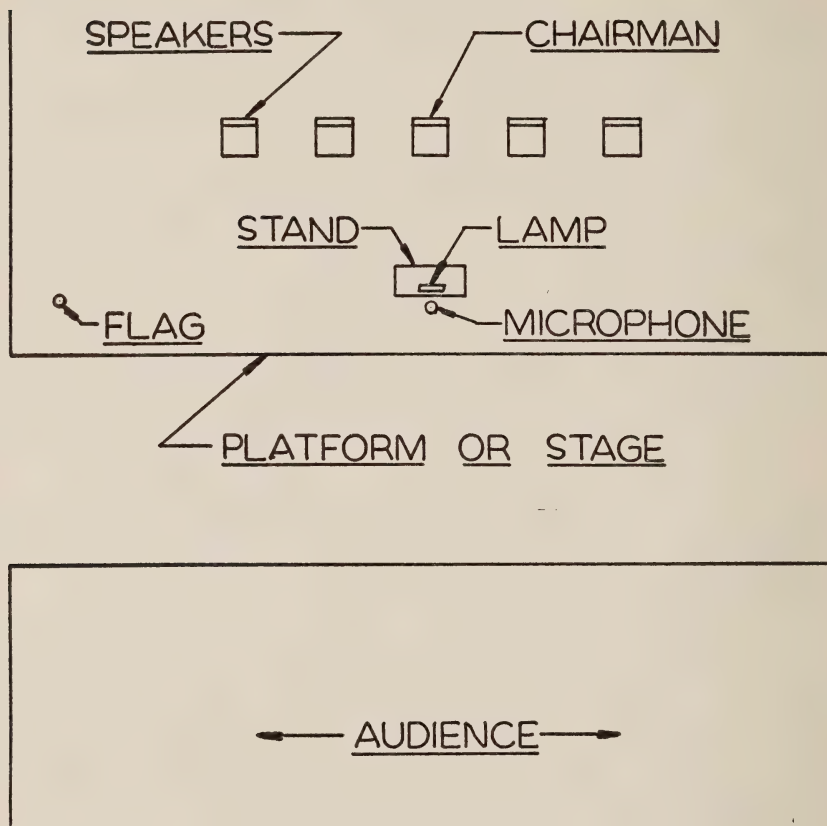 SPEAKERS CHAIRMAN
STAND LAMP
FLAG MICROPHONE
PLATFORM OR STAGE
AUDIENCE